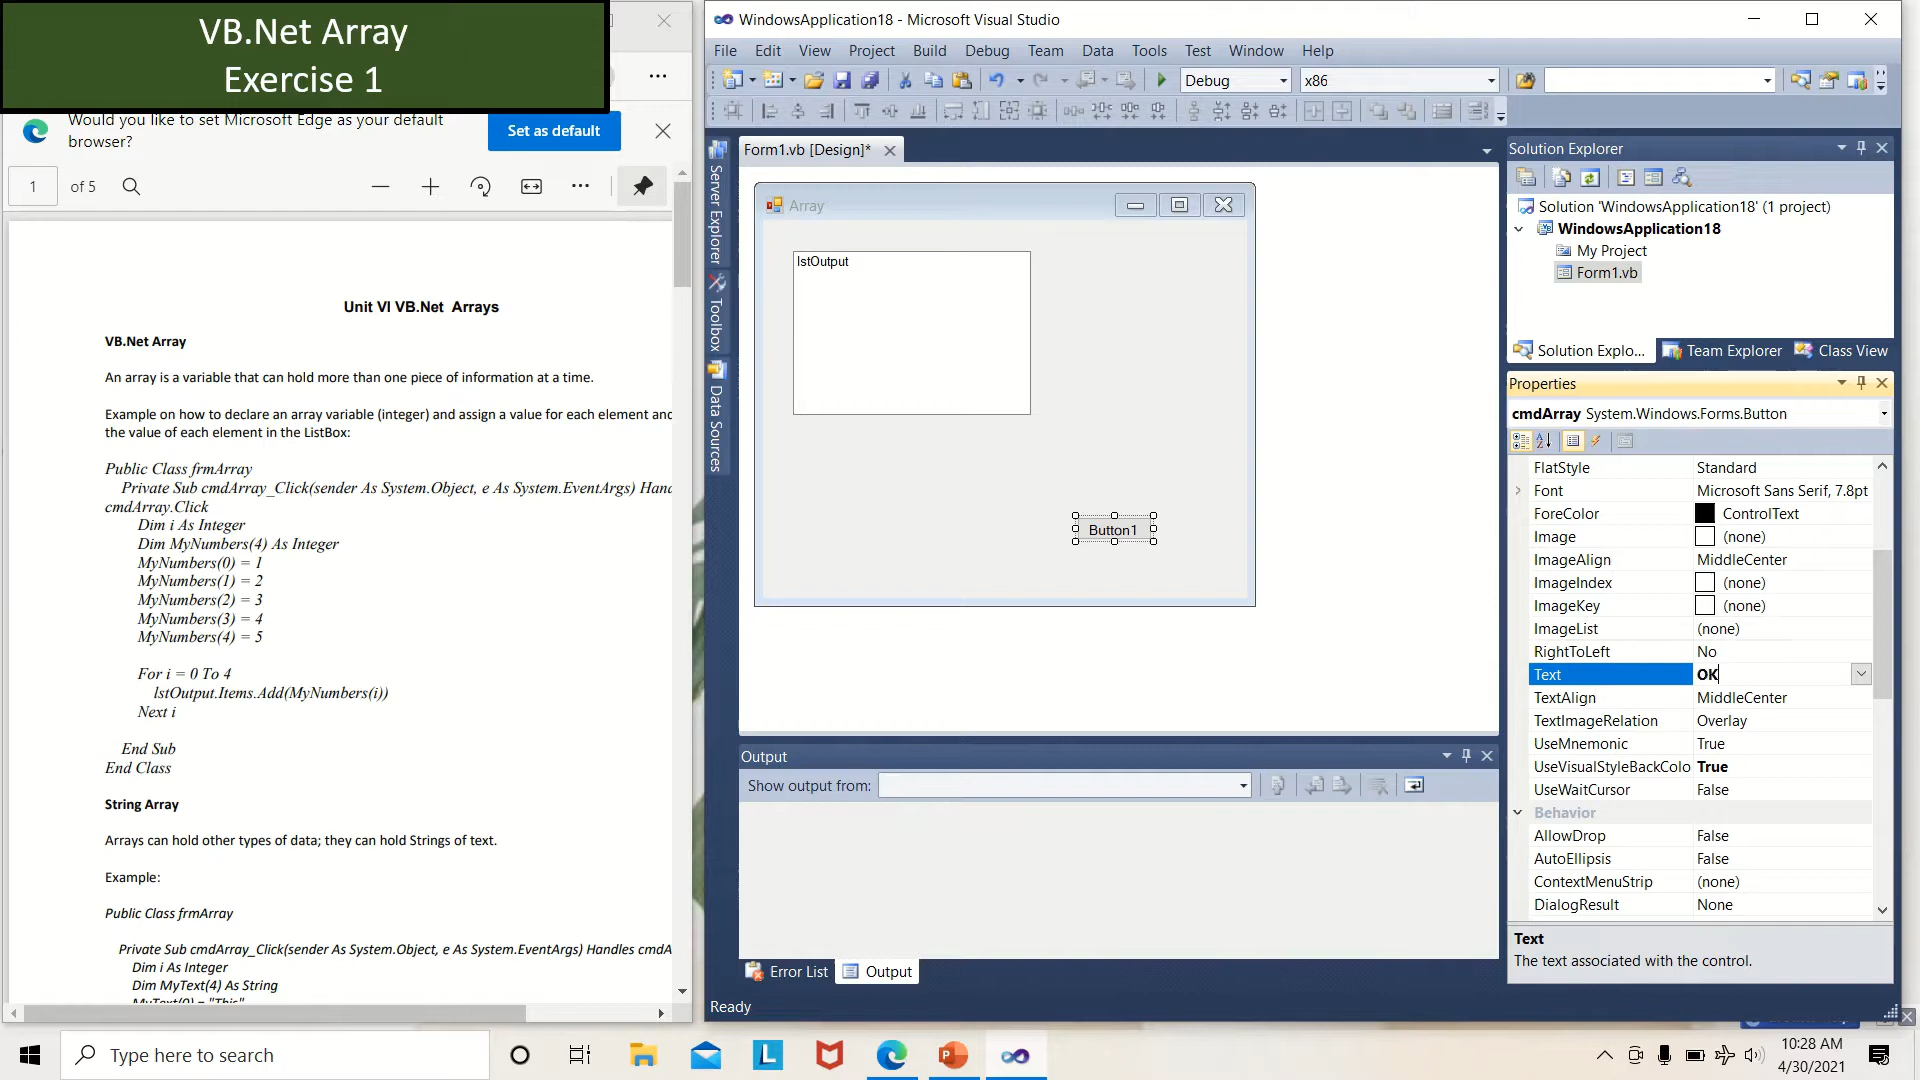 VB.Net Array
Exercise 1
Would you like to set Microsoft Edge as your default
browser?
Set as default
1 of 5
Unit VI VB.Net Arrays
VB.Net Array
An array is a variable that can hold more than one piece of information at a time.
Example on how to declare an array variable (integer) and assign a value for each element and
the value of each element in the ListBox:
Public Class frmArray
Private Sub cmdArray_Click(sender As System.Object, e As System.EventArgs) Hand
cmdArray.Click
Dim i As Integer
Dim MyNumbers(4) As Integer
MyNumbers(0) = 1
MyNumbers(1) = 2
MyNumbers(2) = 3
MyNumbers(3) = 4
MyNumbers(4) = 5
For i = 0 To 4
lstOutput.Items.Add(MyNumbers(i))
Next i
End Sub
End Class
String Array
Arrays can hold other types of data; they can hold Strings of text.
Example:
Public Class frmArray
Private Sub cmdArray_Click(sender As System.Object, e As System.EventArgs) Handles cmdA
Dim i As Integer
Dim MyText(4) As String
MyText(0) = "This"
WindowsApplication18 - Microsoft Visual Studio
File Edit View Project Build Debug Team Data Tools Test Window Help
Debug x86
Form1.vb [Design]*
Server Explorer
Toolbox
Data Sources
Array
lstOutput
Button1
Output
Show output from:
Error List Output
Ready
Solution Explorer
Solution 'WindowsApplication18' (1 project)
WindowsApplication18
My Project
Form1.vb
Solution Explo... Team Explorer Class View
Properties
cmdArray System.Windows.Forms.Button
FlatStyle Standard
Font Microsoft Sans Serif, 7.8pt
ForeColor ControlText
Image (none)
ImageAlign MiddleCenter
ImageIndex (none)
ImageKey (none)
ImageList (none)
RightToLeft No
Text OK
TextAlign MiddleCenter
TextImageRelation Overlay
UseMnemonic True
UseVisualStyleBackColo True
UseWaitCursor False
Behavior
AllowDrop False
AutoEllipsis False
ContextMenuStrip (none)
DialogResult None
Text
The text associated with the control.
Type here to search
10:28 AM
4/30/2021